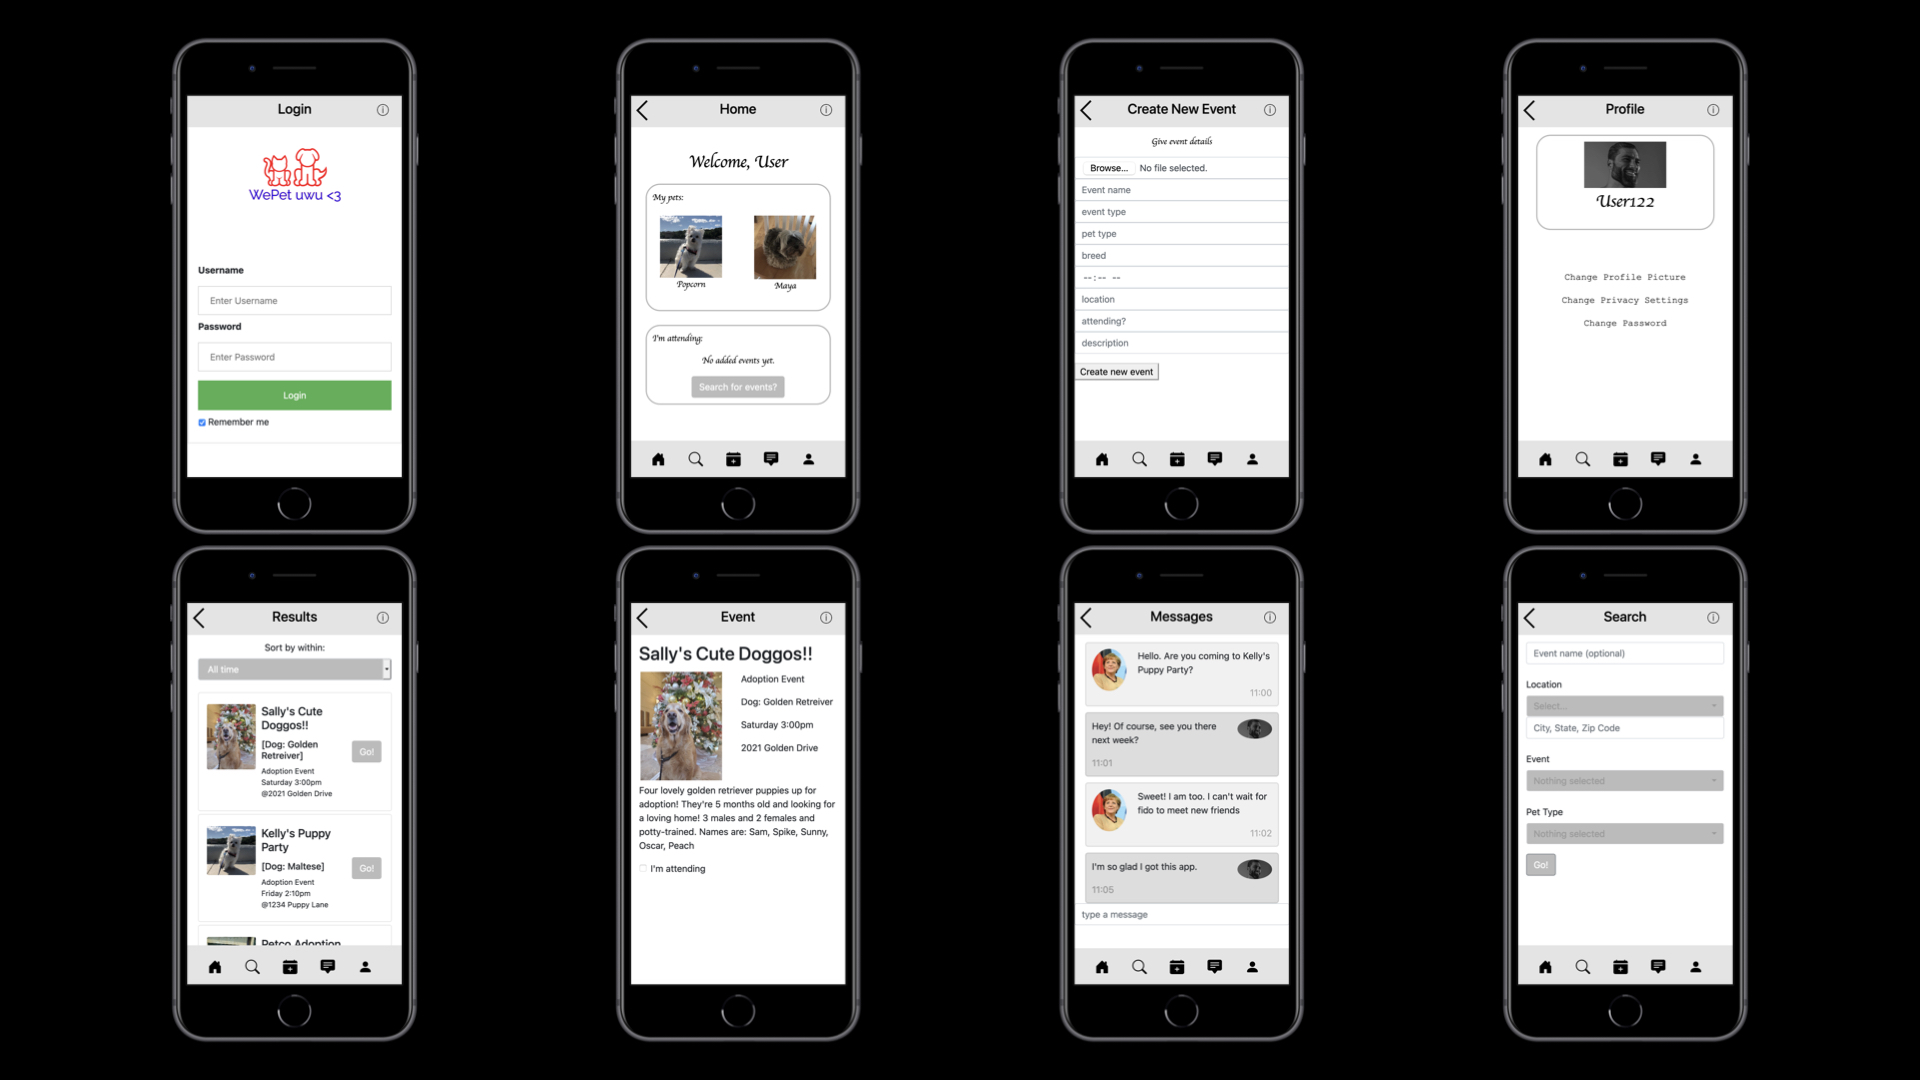 Login
WePet uwu <3
Username
Enter Username
Password
Enter Password
Login
Remember me
Home
Welcome, User
My pets:
Popcorn
Maya
I'm attending:
No added events yet.
Search for events?
Create New Event
Give event details
Browse... No file selected.
Event name
event type
pet type
breed
--:-- --
location
attending?
description
Create new event
Profile
User122
Change Profile Picture
Change Privacy Settings
Change Password
Results
Sort by within:
All time
Sally's Cute
Doggos!!
[Dog: Golden
Retreiver]
Adoption Event
Saturday 3:00pm
@2021 Golden Drive
Go!
Kelly's Puppy
Party
[Dog: Maltese]
Adoption Event
Friday 2:10pm
@1234 Puppy Lane
Go!
Petco Adoption
Event
Sally's Cute Doggos!!
Adoption Event
Dog: Golden Retreiver
Saturday 3:00pm
2021 Golden Drive
Four lovely golden retriever puppies up for
adoption! They're 5 months old and looking for
a loving home! 3 males and 2 females and
potty-trained. Names are: Sam, Spike, Sunny,
Oscar, Peach
I'm attending
Messages
Hello. Are you coming to Kelly's
Puppy Party?
11:00
Hey! Of course, see you there
next week?
11:01
Sweet! I am too. I can't wait for
fido to meet new friends
11:02
I'm so glad I got this app.
11:05
type a message
Search
Event name (optional)
Location
Select...
City, State, Zip Code
Event
Nothing selected
Pet Type
Nothing selected
Go!